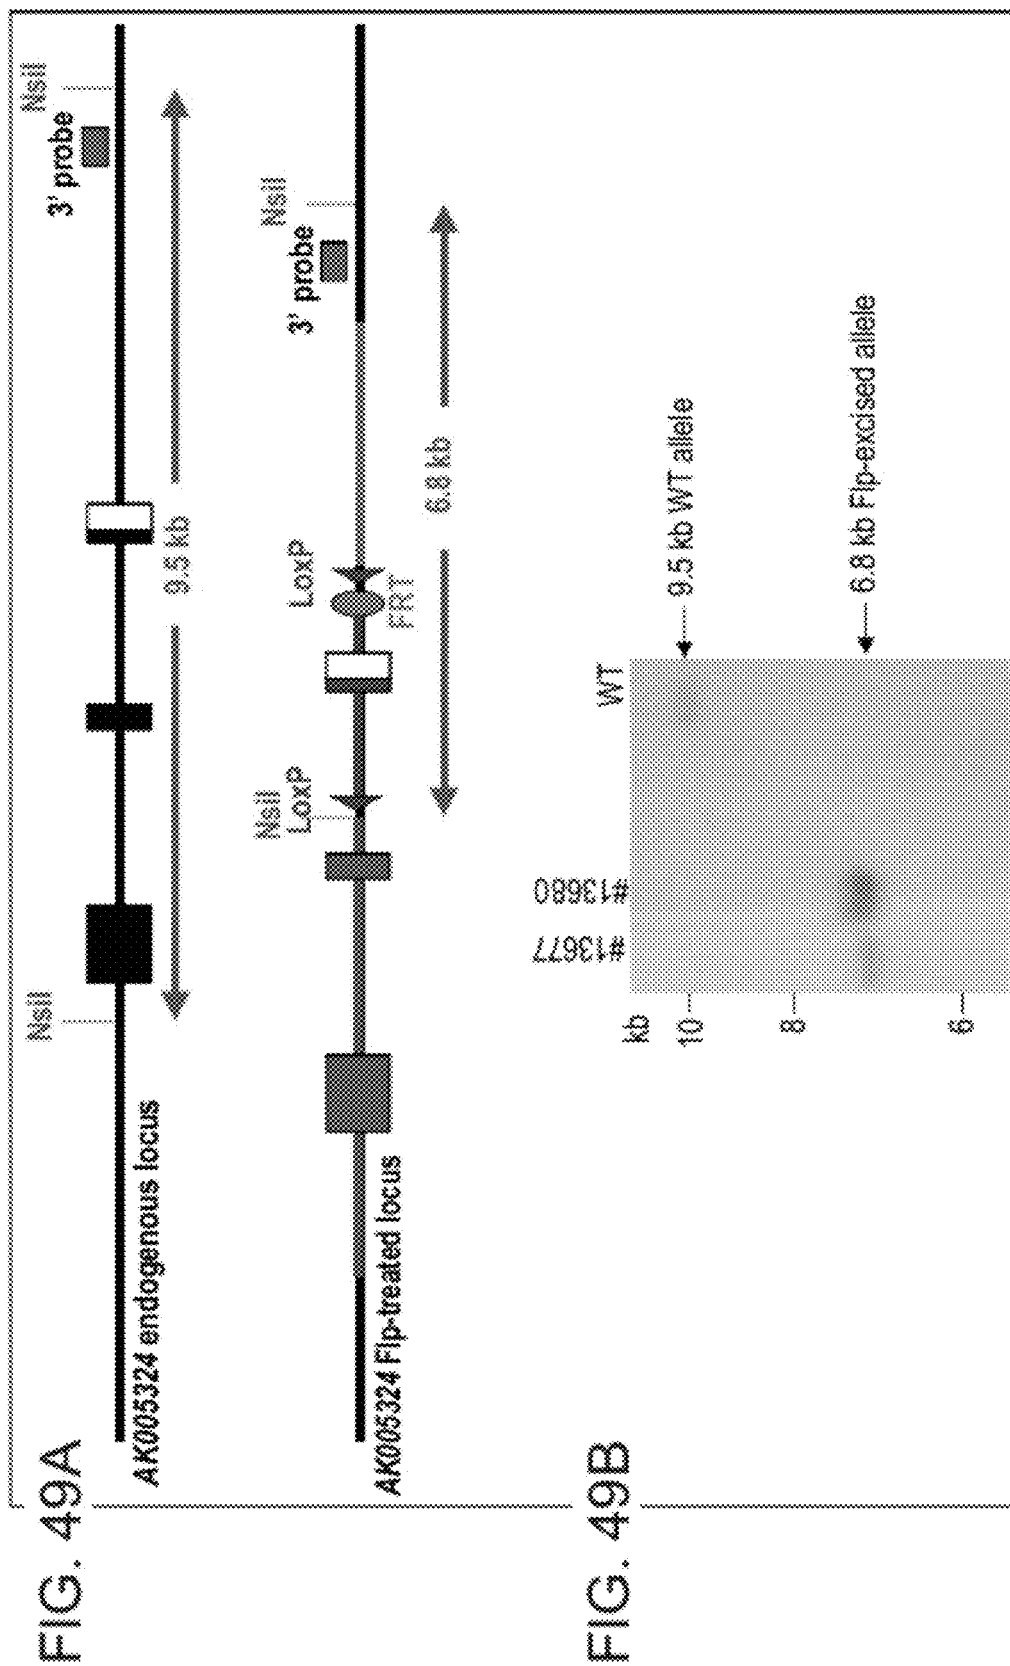 FIG. 49A
NsiI
NsiI
3' probe
AK005324 endogenous locus
9.5 kb
NsiI
LoxP
LoxP
FRT
3' probe
NsiI
AK005324 Flp-treated locus
6.8 kb
FIG. 49B
#13677
#13680
WT
kb
10
8
6
9.5 kb WT allele
6.8 kb Flp-excised allele